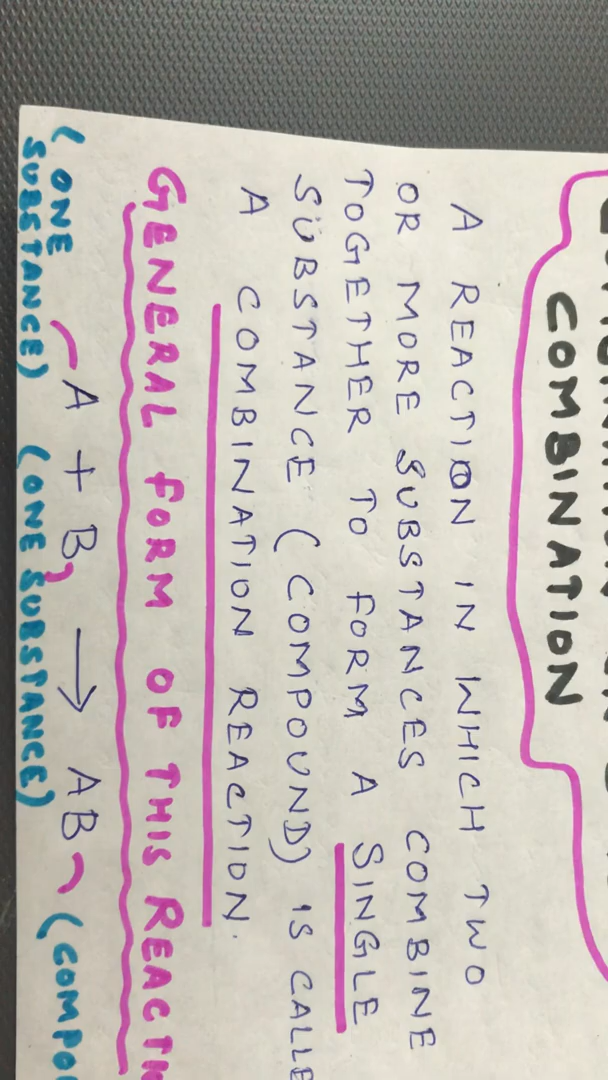 COMBINATION
A REACTION IN WHICH TWO
OR MORE SUBSTANCES COMBINE
TOGETHER TO FORM A SINGLE
SUBSTANCE (COMPOUND) IS CALLE
A COMBINATION REACTION.
GENERAL FORM OF THIS REACTI
A + B → AB
(ONE SUBSTANCE) (ONE SUBSTANCE) (COMPO